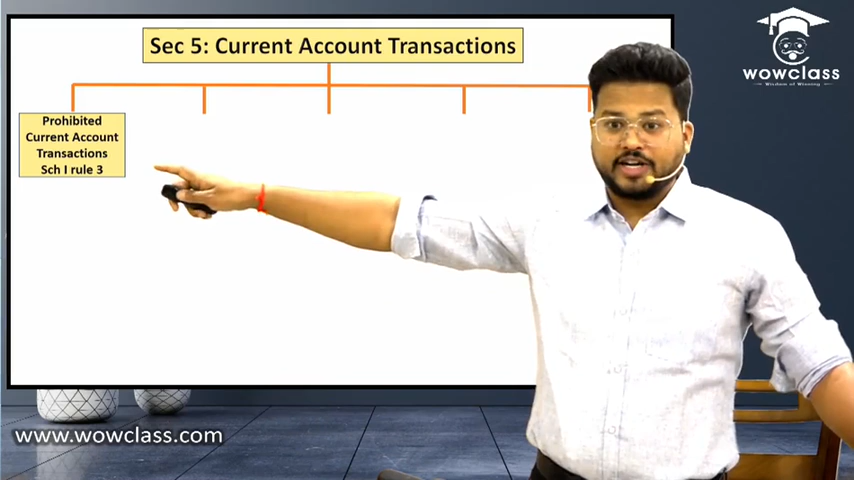 Sec 5: Current Account Transactions
wowclass
Wisdom of Winning
Prohibited
Current Account
Transactions
Sch I rule 3
www.wowclass.com